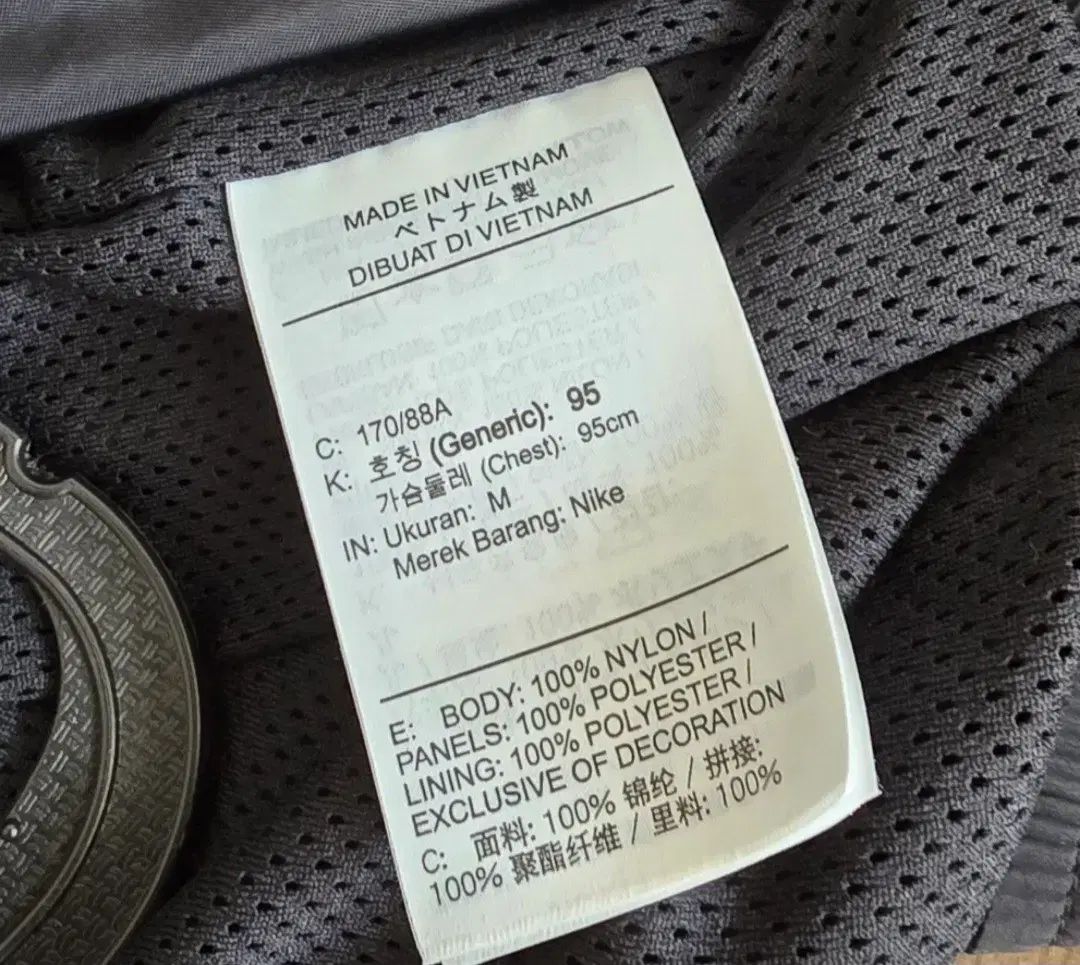 MADE IN VIETNAM
ベトナム製
DIBUAT DI VIETNAM
C: 170/88A
K: 호칭 (Generic): 95
가슴둘레 (Chest): 95cm
IN: Ukuran: M
Merek Barang: Nike
E: BODY: 100% NYLON /
PANELS: 100% POLYESTER /
LINING: 100% POLYESTER /
EXCLUSIVE OF DECORATION
C: 面料: 100% 锦纶 / 拼接:
100% 聚酯纤维 / 里料: 100%